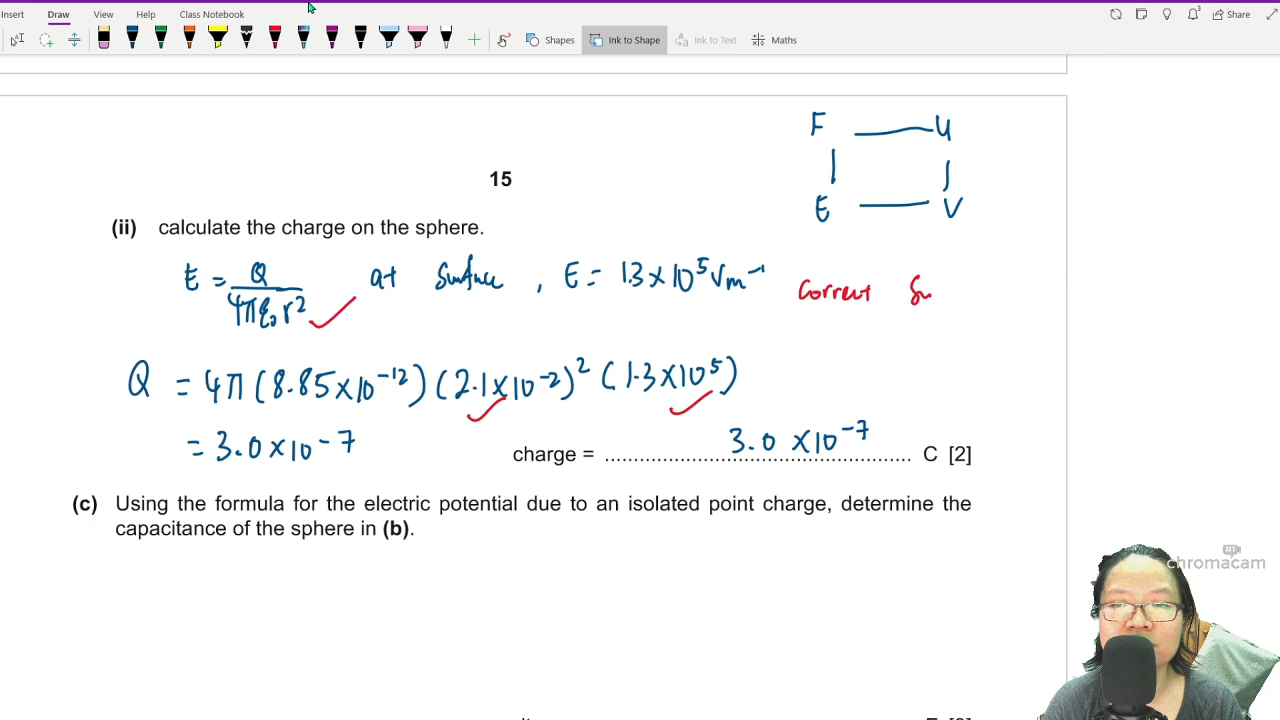 Insert Draw View Help Class Notebook
Share
Shapes Ink to Shape Ink to Text Maths
F U
15
E V
(ii) calculate the charge on the sphere.
E = Q / 4πε₀r² at surface, E = 1.3×10⁵ Vm⁻¹ Correct Su
Q = 4π(8.85×10⁻¹²)(2.1×10⁻²)²(1.3×10⁵)
= 3.0×10⁻⁷
charge = 3.0 ×10⁻⁷ C [2]
(c) Using the formula for the electric potential due to an isolated point charge, determine the
capacitance of the sphere in (b).
chromacam